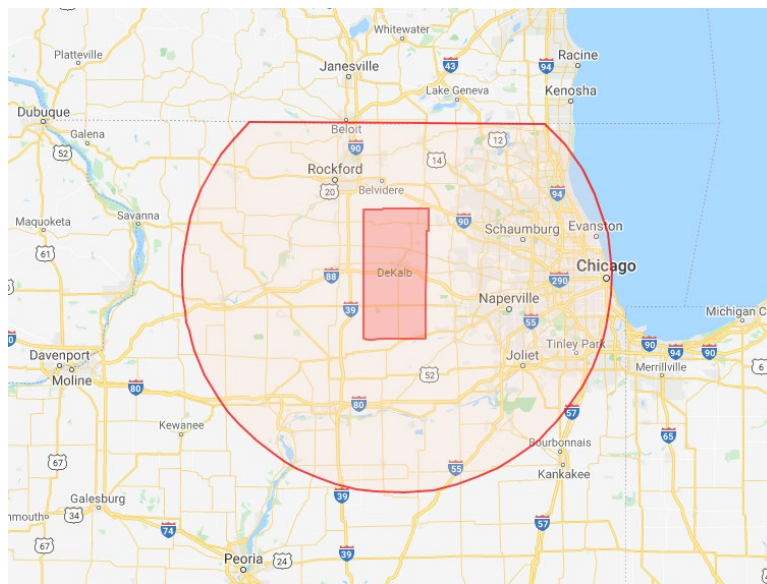 Whitewater
Racine
Platteville
Janesville
43
94
Lake Geneva
Kenosha
Dubuque
Beloit
Galena
52
90
12
14
Rockford
20
Belvidere
94
Savanna
Maquoketa
90
Schaumburg
Evanston
61
DeKalb
88
Chicago
290
39
Naperville
55
Michigan C
Tinley Park
90
94
90
Davenport
Moline
52
Joliet
Merrillville
6
80
80
57
Kewanee
65
Bourbonnais
67
55
Kankakee
39
Galesburg
nmouth
34
74
57
67
Peoria
24
39